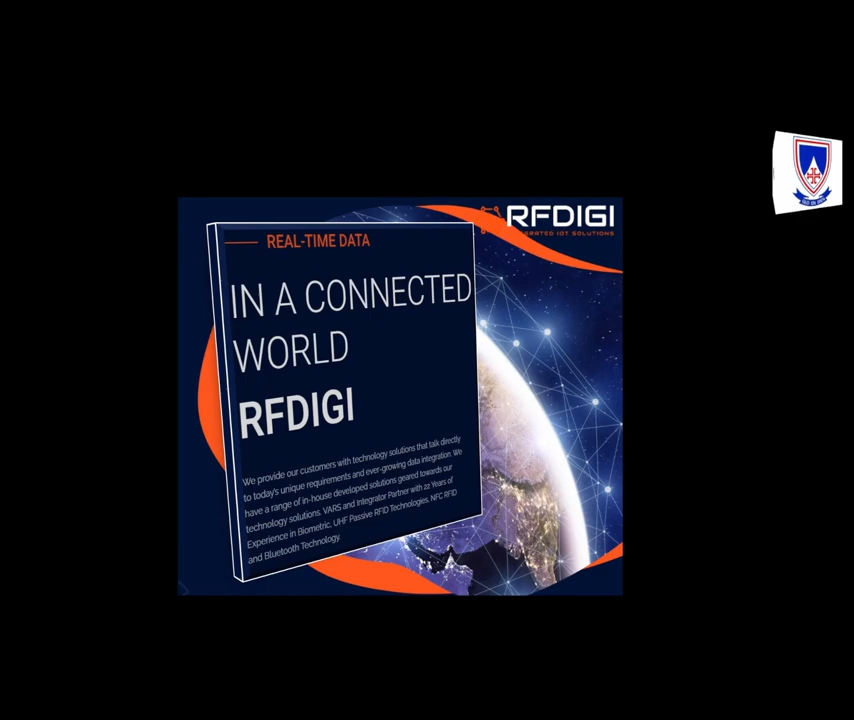 RFDIGI
REAL-TIME DATA
IN A CONNECTED
WORLD
RFDIGI
We provide our customers with technology solutions that talk directly
to today's unique requirements and ever-growing data integration. We
have a range of in-house developed solutions geared towards our
technology solutions. VARS and Integrator Partner with 22 Years of
Experience in Biometric, UHF Passive RFID Technologies, NFC RFID
and Bluetooth Technology.
IOT SOLUTIONS